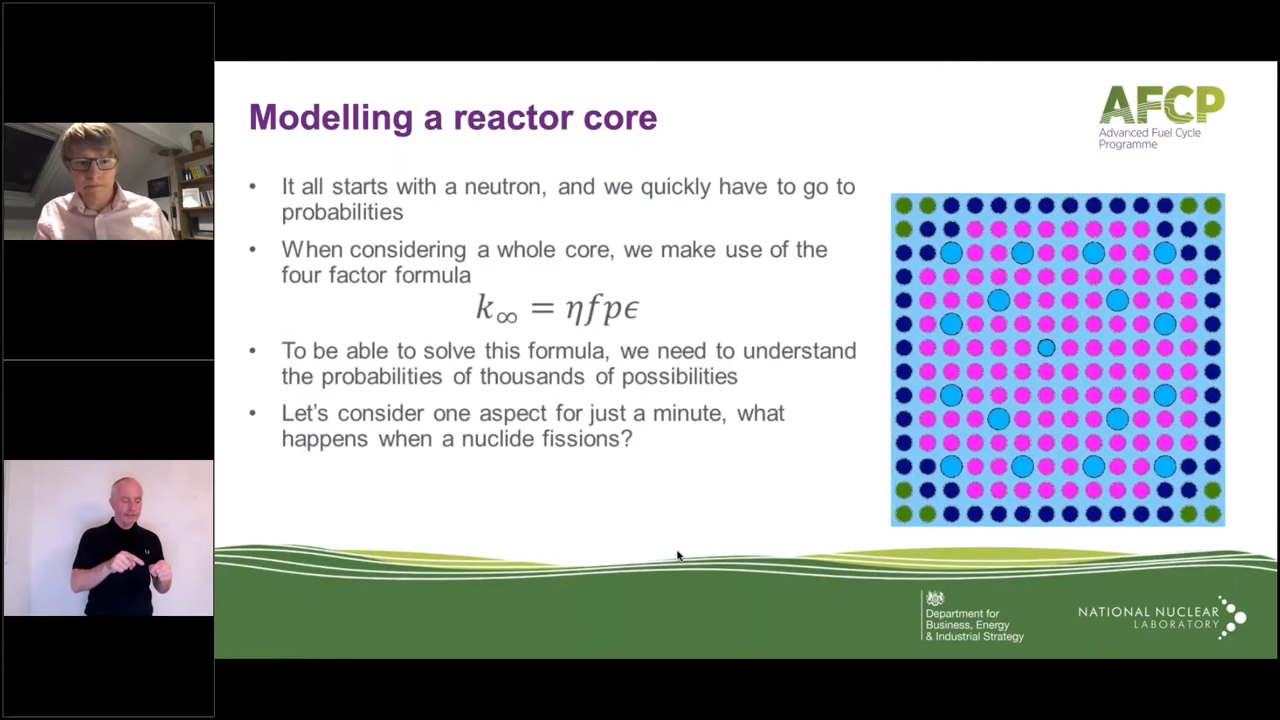 Modelling a reactor core
AFCP
Advanced Fuel Cycle
Programme
• It all starts with a neutron, and we quickly have to go to
probabilities
• When considering a whole core, we make use of the
four factor formula
k∞ = ηfpϵ
• To be able to solve this formula, we need to understand
the probabilities of thousands of possibilities
• Let's consider one aspect for just a minute, what
happens when a nuclide fissions?
Department for
Business, Energy
& Industrial Strategy
NATIONAL NUCLEAR
LABORATORY